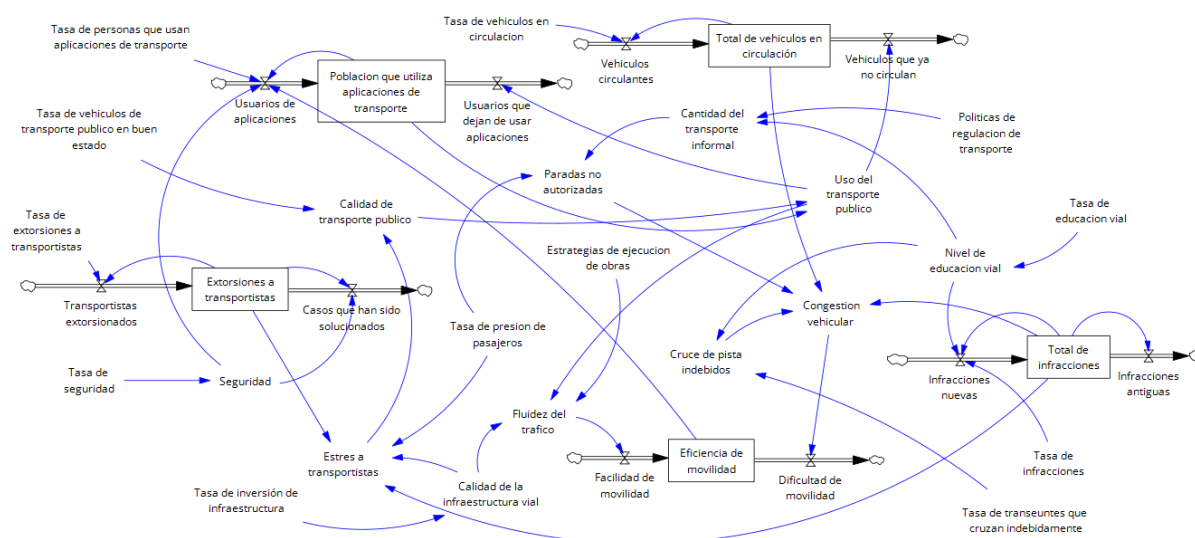 Tasa de personas que usan
aplicaciones de transporte
Tasa de vehiculos en
circulacion
Total de vehiculos en
circulación
Vehiculos
circulantes
Vehiculos que ya
no circulan
Poblacion que utiliza
aplicaciones de
transporte
Usuarios de
aplicaciones
Usuarios que
dejan de usar
aplicaciones
Tasa de vehiculos de
transporte publico en buen
estado
Cantidad del
transporte
informal
Politicas de
regulacion de
transporte
Paradas no
autorizadas
Uso del
transporte
publico
Calidad de
transporte publico
Tasa de
extorsiones a
transportistas
Tasa de
educacion vial
Estrategias de ejecucion
de obras
Nivel de
educacion vial
Extorsiones a
transportistas
Transportistas
extorsionados
Casos que han sido
solucionados
Congestion
vehicular
Tasa de presion de
pasajeros
Cruce de pista
indebidos
Total de
infracciones
Infracciones
nuevas
Infracciones
antiguas
Tasa de
seguridad
Seguridad
Fluidez del
trafico
Estres a
transportistas
Eficiencia de
movilidad
Facilidad de
movilidad
Dificultad de
movilidad
Tasa de
infracciones
Calidad de la
infraestructura vial
Tasa de inversión de
infraestructura
Tasa de transeuntes que
cruzan indebidamente